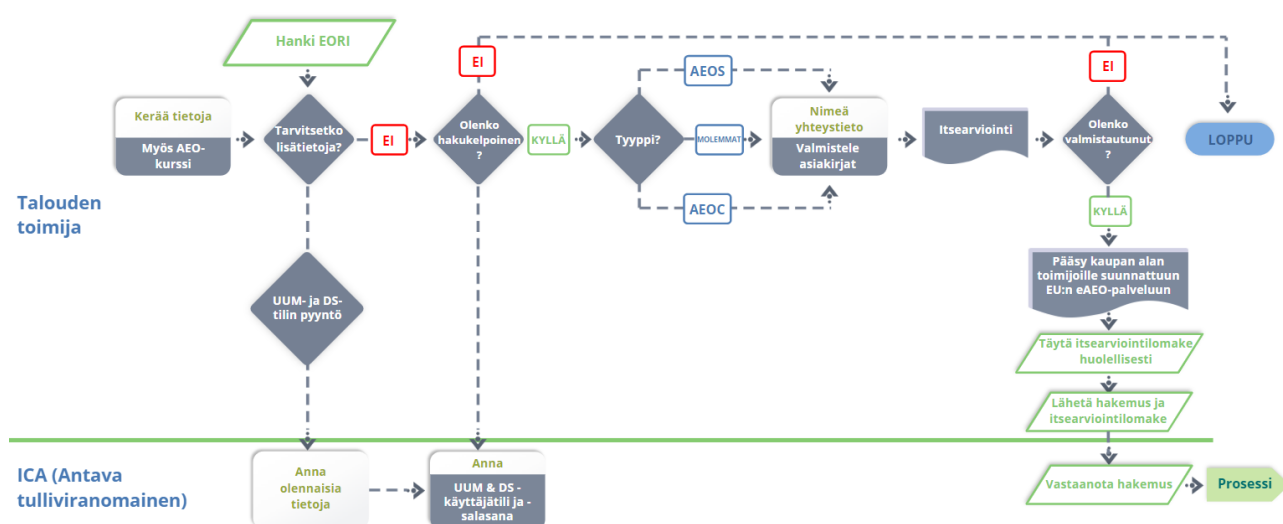 Hanki EORI
Kerää tietoja
Myös AEO-
kurssi
Tarvitsetko
lisätietoja?
EI
EI
Olenko
hakukelpoinen
?
KYLLÄ
Tyyppi?
AEOS
MOLEMMAT
AEOC
Nimeä
yhteystieto
Valmistele
asiakirjat
Itsearviointi
EI
Olenko
valmistautunut
?
LOPPU
KYLLÄ
Talouden
toimija
UUM- ja DS-
tilin pyyntö
Pääsy kaupan alan
toimijoille suunnattuun
EU:n eAEO-palveluun
Täytä itsearviointilomake
huolellisesti
Lähetä hakemus ja
itsearviointilomake
ICA (Antava
tulliviranomainen)
Anna
olennaisia
tietoja
Anna
UUM & DS -
käyttäjätili ja -
salasana
Vastaanota hakemus
Prosessi